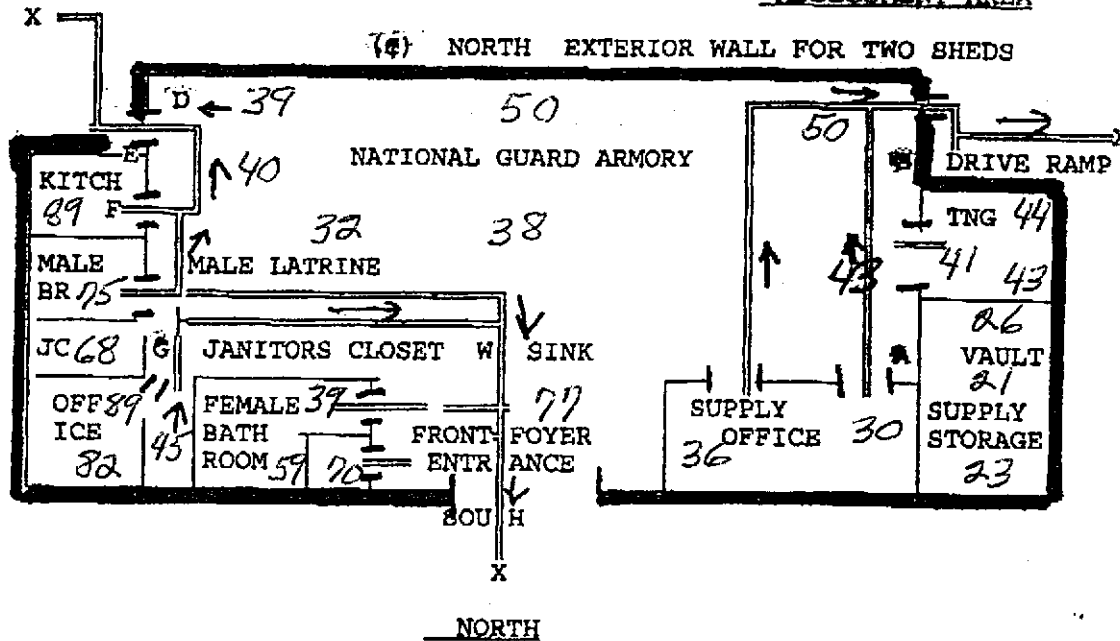 X
(C) NORTH EXTERIOR WALL FOR TWO SHEDS
D ← 39 50 50
NATIONAL GUARD ARMORY
E
40
B DRIVE RAMP
KITCH
89 F
TNG 44
32 38
41
MALE MALE LATRINE
BR 75
43
43
26
JC 68 G JANITORS CLOSET W SINK
A
VAULT
21
OFF 89 FEMALE 39 77
ICE BATH FRONT FOYER
82 45 ROOM 59 70 ENTR ANCE
SUPPLY
OFFICE 30
36
SUPPLY
STORAGE
23
SOU H
X
NORTH